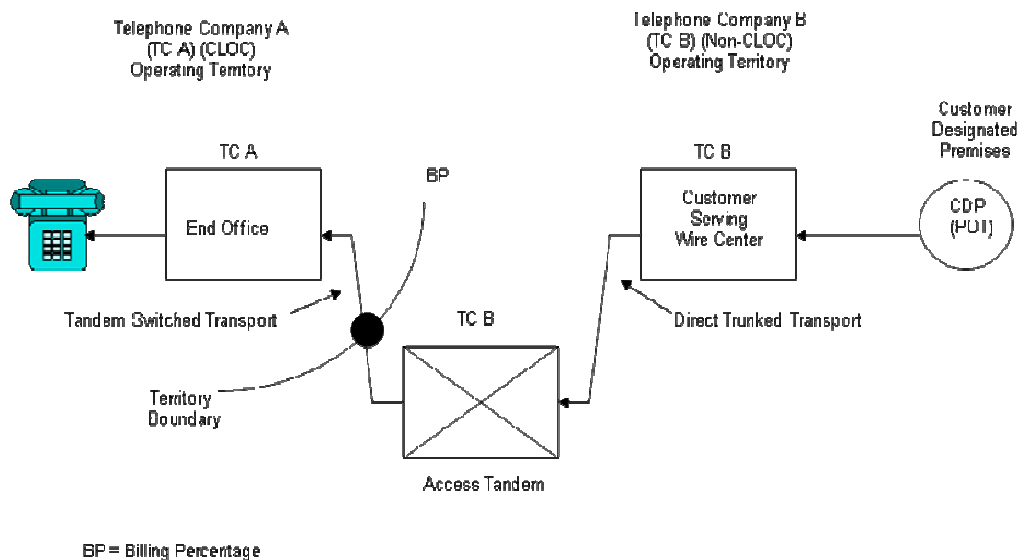 Telephone Company A
(TC A) (CLOC)
Operating Territory
Telephone Company B
(TC B) (Non-CLOC)
Operating Territory
Customer
Designated
Premises
TC A
BP
TC B
End Office
Customer
Serving
Wire Center
CDP
(POI)
Tandem Switched Transport
TC B
Direct Trunked Transport
Territory
Boundary
Access Tandem
BP = Billing Percentage